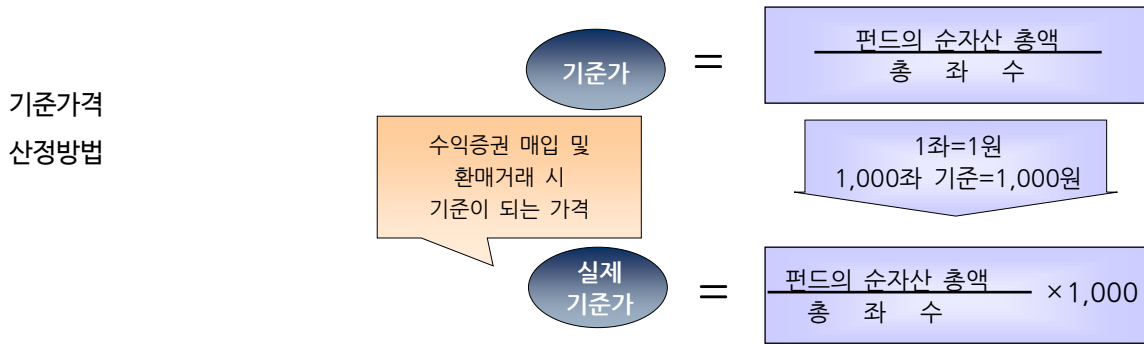 기준가격
산정방법
기준가
=
펀드의 순자산 총액
총 좌 수
수익증권 매입 및
환매거래 시
기준이 되는 가격
1좌=1원
1,000좌 기준=1,000원
실제
기준가
=
펀드의 순자산 총액
총 좌 수
×1,000